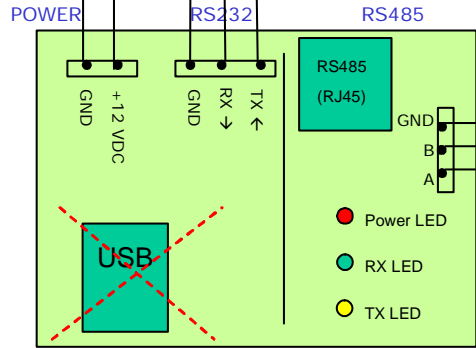 POWER
RS232
RS485
GND
+12 VDC
GND
RX →
TX ←
RS485
(RJ45)
GND
B
A
USB
Power LED
RX LED
TX LED